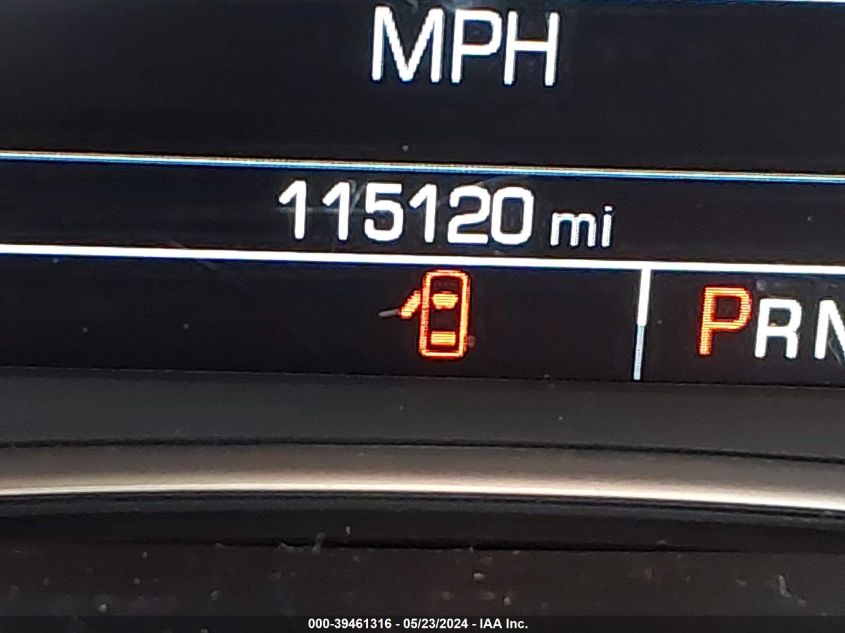 MPH
115120 mi
PRN
000-39461316 - 05/23/2024 - IAA Inc.